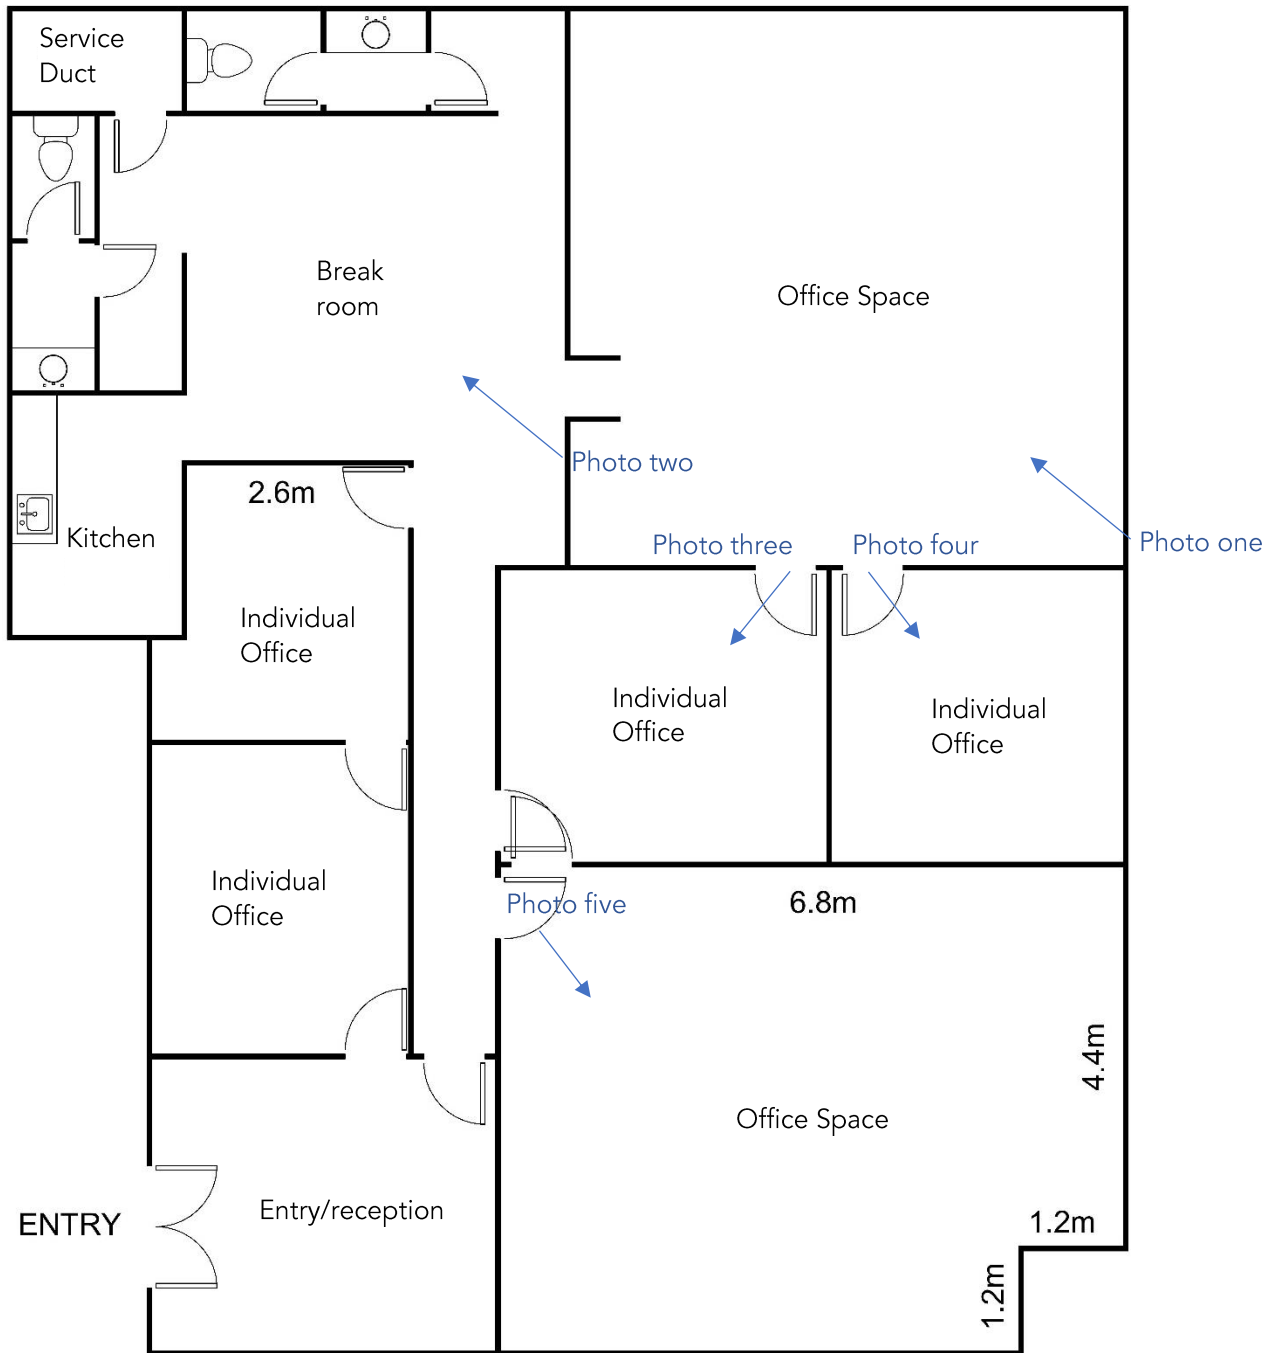 Service
Duct
Break
room
Office Space
Photo two
2.6m
Kitchen
Photo three
Photo four
Photo one
Individual
Office
Individual
Office
Individual
Office
Individual
Office
Photo five
6.8m
4.4m
Office Space
Entry/reception
ENTRY
1.2m
1.2m